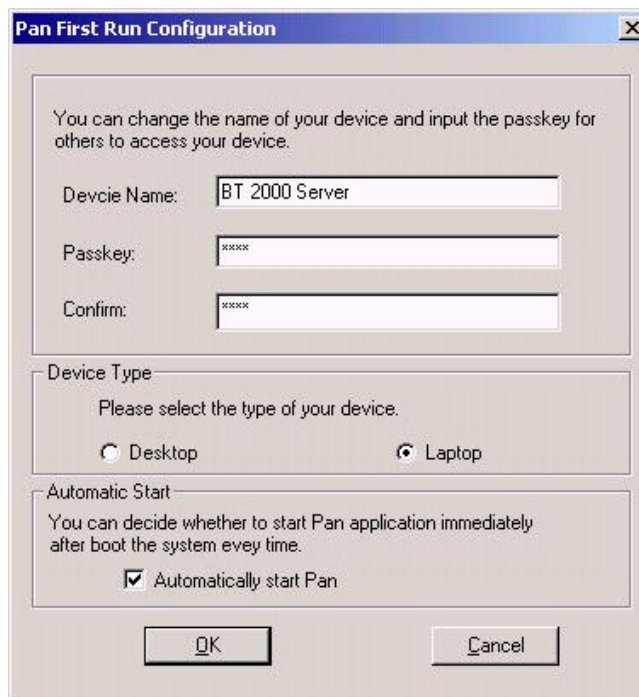 Pan First Run Configuration
You can change the name of your device and input the passkey for
others to access your device.
Devcie Name: BT 2000 Server
Passkey: ****
Confirm: ****
Device Type
Please select the type of your device.
Desktop Laptop
Automatic Start
You can decide whether to start Pan application immediately
after boot the system evey time.
Automatically start Pan
OK Cancel